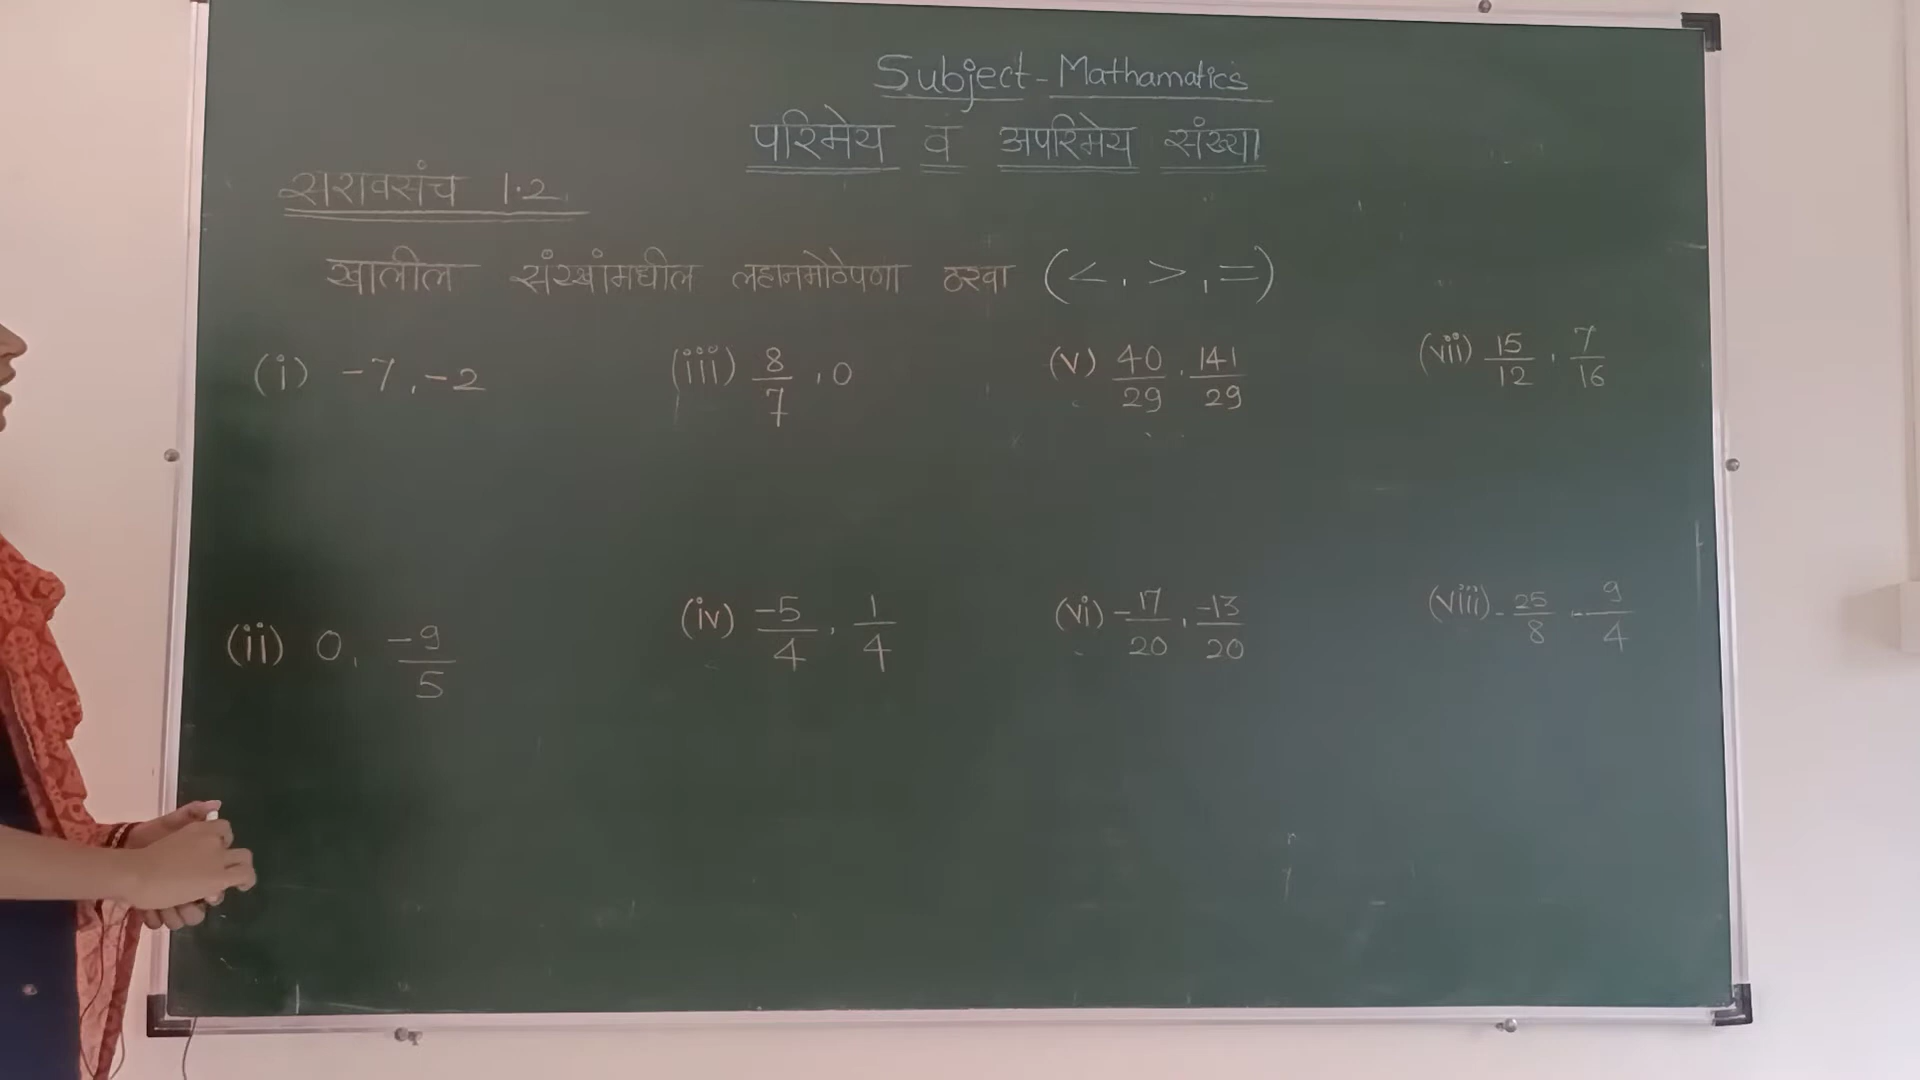 Subject - Mathamatics
परिमेय व अपरिमेय संख्या
सरावसंच 1.2
खालील संख्यांमधील लहानमोठेपणा ठरवा (<, >, =)
(i) -7, -2
(iii) 8/7, 0
(v) 40/29, 141/29
(vii) 15/12, 7/16
(ii) 0, -9/5
(iv) -5/4, 1/4
(vi) -17/20, -13/20
(viii) -25/8 -9/4